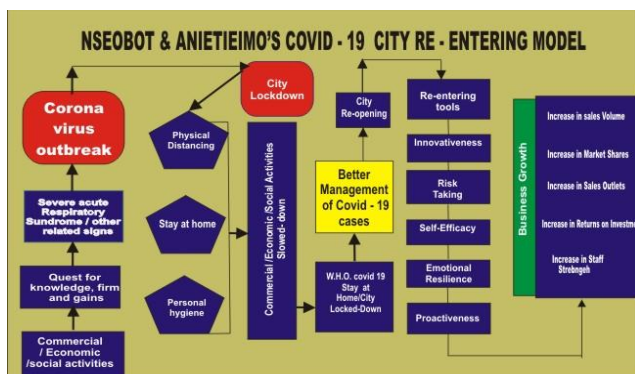 NSEOBOT & ANIETIEIMO'S COVID - 19 CITY RE - ENTERING MODEL
Corona
virus
outbreak
Severe acute
Respiratory
Sundrome / other
related signs
Quest for
knowledge, firm
and gains
Commercial
/ Economic
/social activities
City
Lockdown
Physical
Distancing
Stay at home
Personal
hygiene
Commercial /Economic /Social Activities
Slowed- down
City
Re-opening
Better
Management
of Covid - 19
cases
W.H.O. covid 19
Stay at
Home/City
Locked-Down
Re-entering
tools
Innovativeness
Risk
Taking
Self-Efficacy
Emotional
Resilience
Proactiveness
Business Growth
Increase in sales Volume
Increase in Market Shares
Increase in Sales Outlets
Increase in Returns on Investme
Increase in Staff
Strebngeh